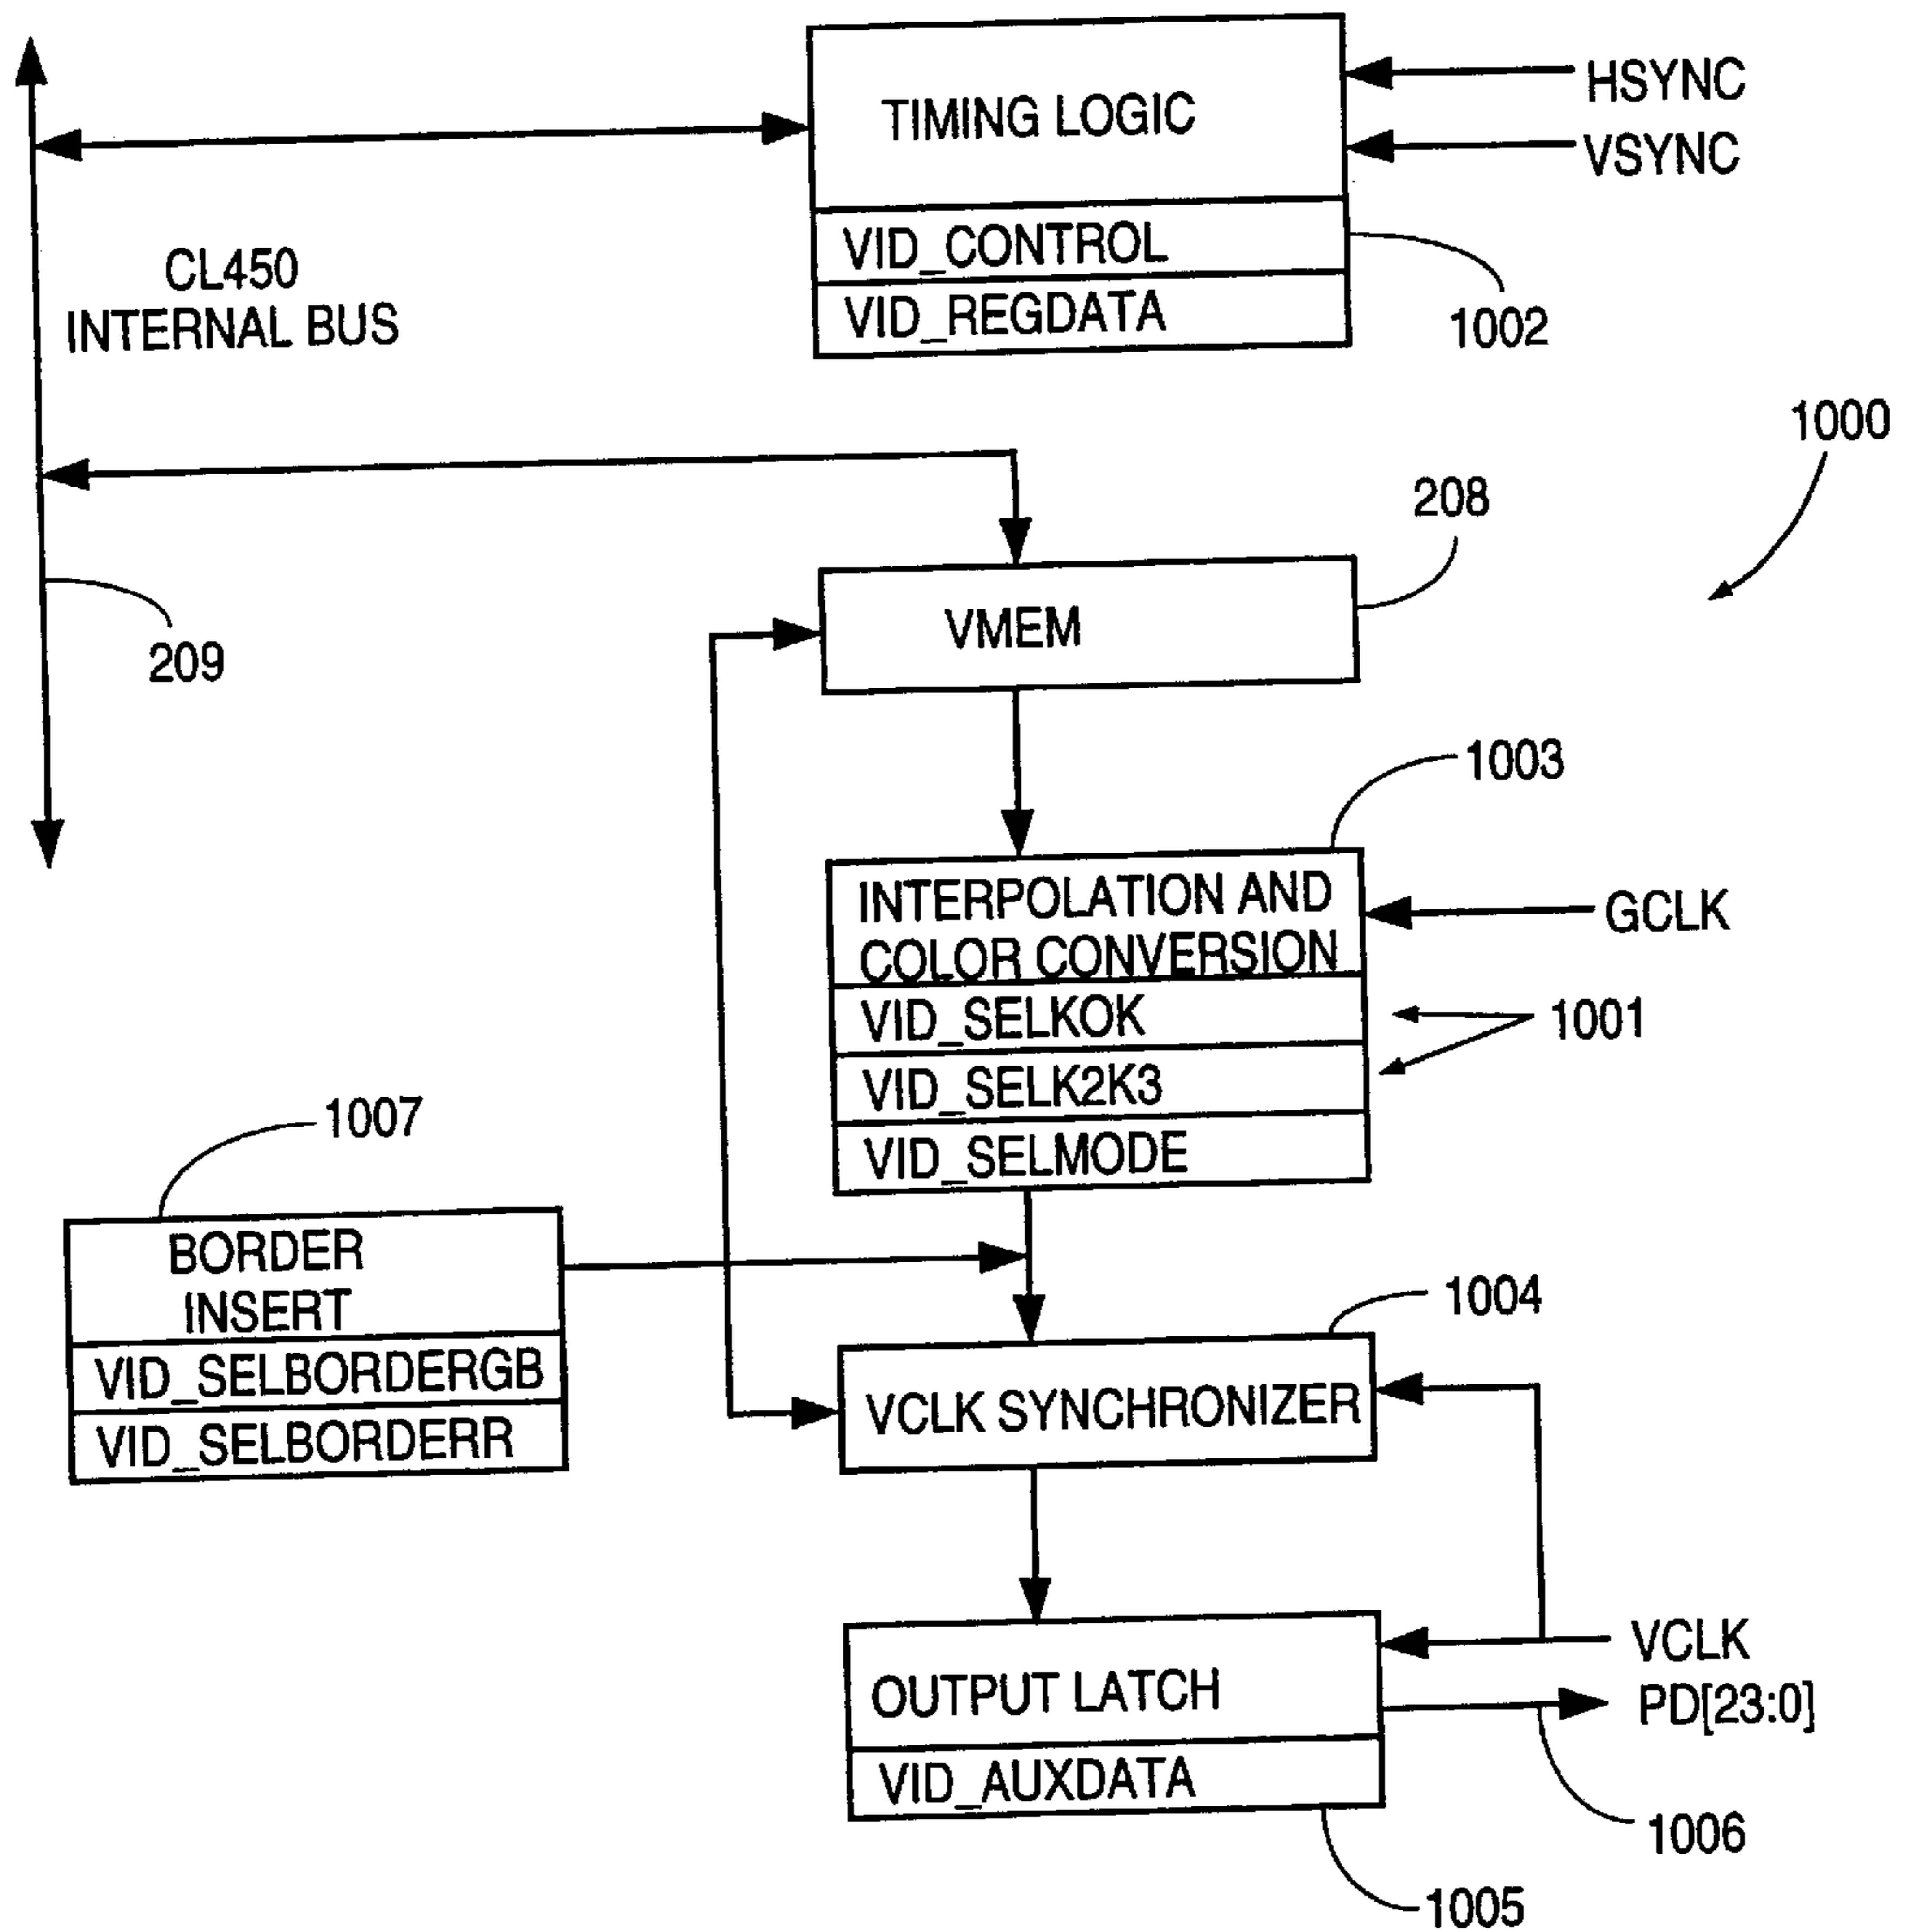 TIMING LOGIC
HSYNC
VSYNC
VID_CONTROL
VID_REGDATA
1002
CL450
INTERNAL BUS
1000
208
VMEM
209
1003
INTERPOLATION AND
COLOR CONVERSION
GCLK
VID_SELKOK
VID_SELK2K3
VID_SELMODE
1001
1007
BORDER
INSERT
VID_SELBORDERGB
VID_SELBORDERR
1004
VCLK SYNCHRONIZER
OUTPUT LATCH
VCLK
PD[23:0]
VID_AUXDATA
1006
1005